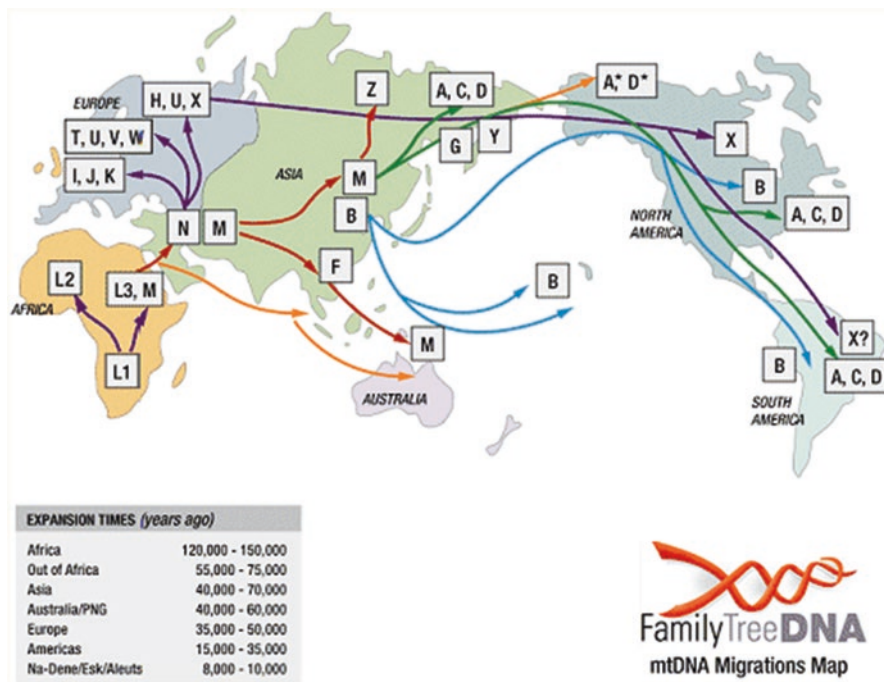 Z
A, C, D
A,* D*
EUROPE
H, U, X
T, U, V, W
I, J, K
G
Y
X
ASIA
M
B
B
N
M
NORTH
AMERICA
A, C, D
F
B
L2
L3, M
AFRICA
L1
M
AUSTRALIA
X?
B
A, C, D
SOUTH
AMERICA
EXPANSION TIMES (years ago)
Africa 120,000 - 150,000
Out of Africa 55,000 - 75,000
Asia 40,000 - 70,000
Australia/PNG 40,000 - 60,000
Europe 35,000 - 50,000
Americas 15,000 - 35,000
Na-Dene/Esk/Aleuts 8,000 - 10,000
FamilyTreeDNA
mtDNA Migrations Map